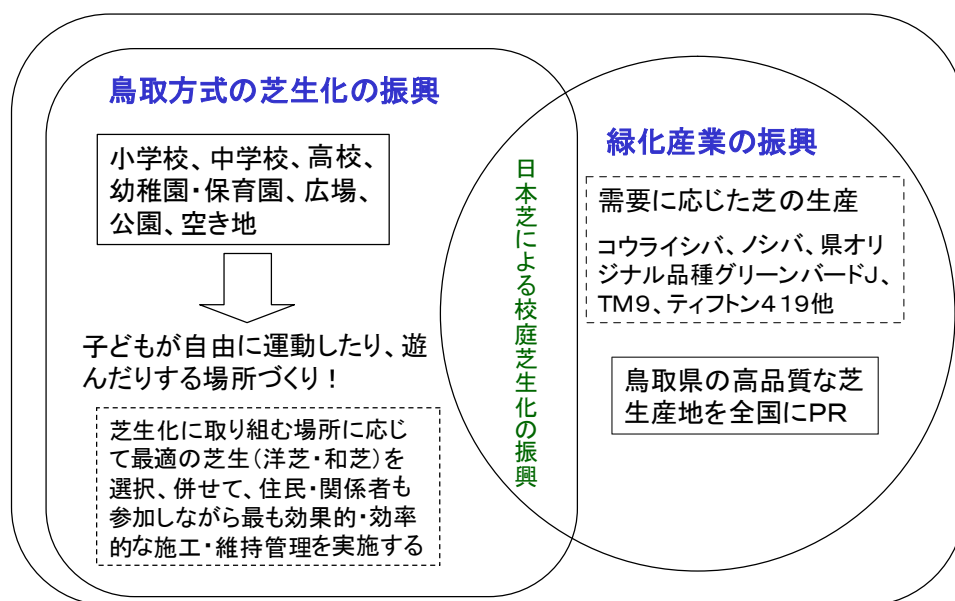 鳥取方式の芝生化の振興
小学校、中学校、高校、
幼稚園・保育園、広場、
公園、空き地
子どもが自由に運動したり、遊
んだりする場所づくり！
芝生化に取り組む場所に応じ
て最適の芝生(洋芝・和芝)を
選択、併せて、住民・関係者も
参加しながら最も効果的・効率
的な施工・維持管理を実施する
日本芝による校庭芝生化の振興
緑化産業の振興
需要に応じた芝の生産
コウライシバ、ノシバ、県オリ
ジナル品種グリーンバードJ、
TM9、ティフトン419他
鳥取県の高品質な芝
生産地を全国にPR